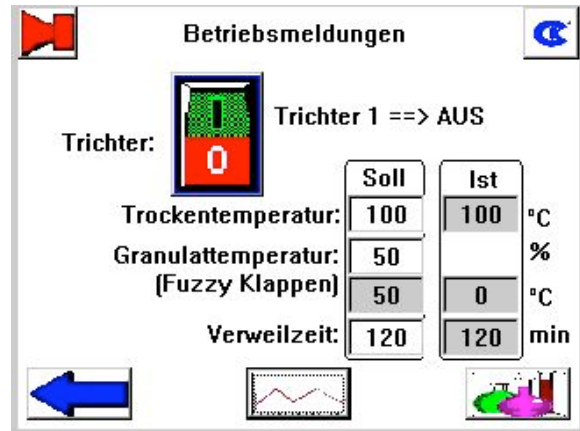 Betriebsmeldungen
I
Trichter 1 ==> AUS
Trichter:
0
Soll Ist
Trockentemperatur: 100 100 °C
Granulattemperatur: 50 %
(Fuzzy Klappen) 50 0 °C
Verweilzeit: 120 120 min